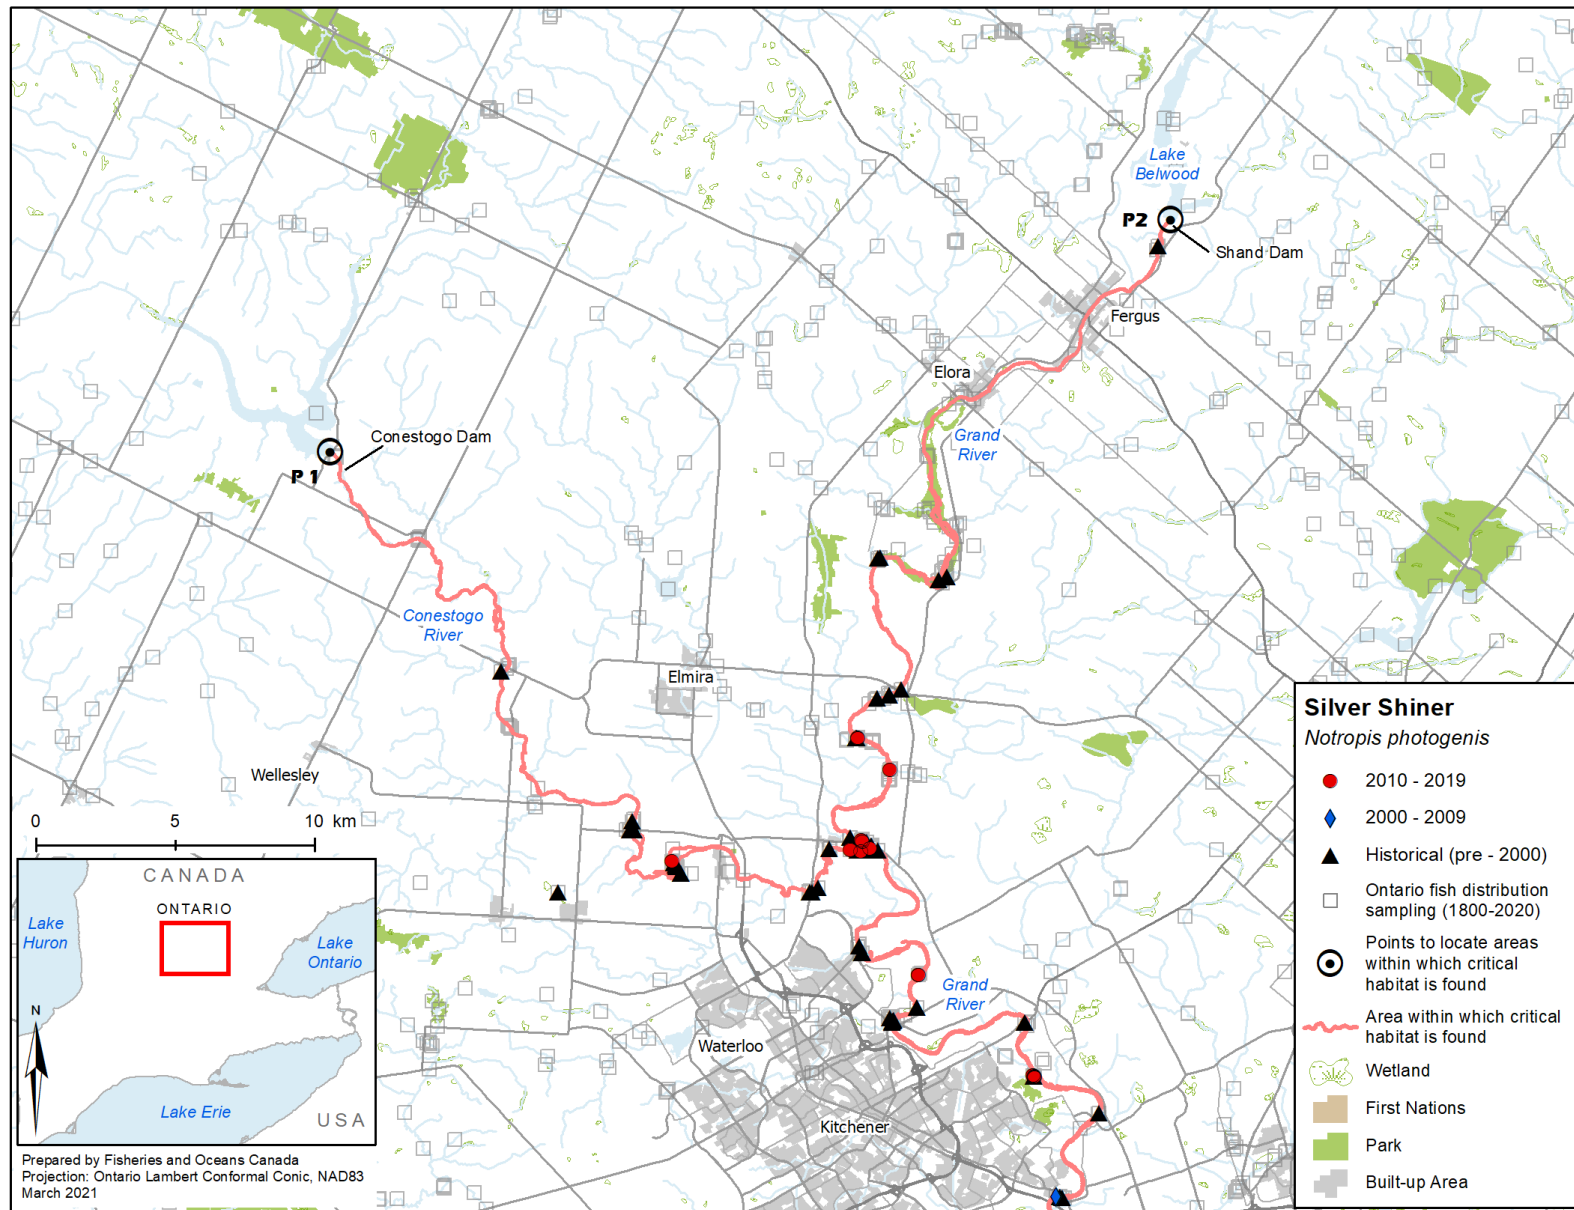 Lake
Belwood
P2
Shand Dam
Fergus
Elora
Grand
River
Conestogo Dam
P 1
Conestogo
River
Elmira
Wellesley
Grand
River
Waterloo
Kitchener
0 5 10 km
CANADA
ONTARIO
Lake
Huron
Lake
Ontario
N
Lake Erie
USA
Prepared by Fisheries and Oceans Canada
Projection: Ontario Lambert Conformal Conic, NAD83
March 2021
Silver Shiner
Notropis photogenis
2010 - 2019
2000 - 2009
Historical (pre - 2000)
Ontario fish distribution
sampling (1800-2020)
Points to locate areas
within which critical
habitat is found
Area within which critical
habitat is found
Wetland
First Nations
Park
Built-up Area